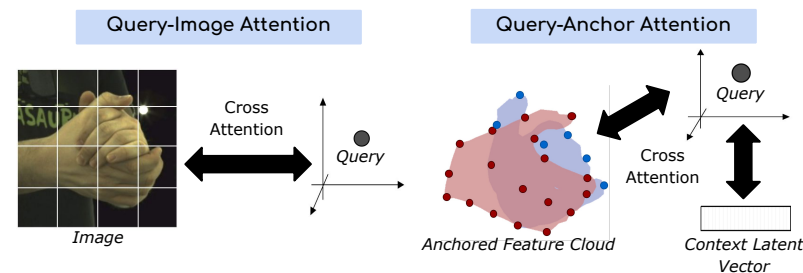 Query-Image Attention
Query-Anchor Attention
ASAUR
Cross
Attention
Query
Image
Query
Cross
Attention
Anchored Feature Cloud
Context Latent
Vector